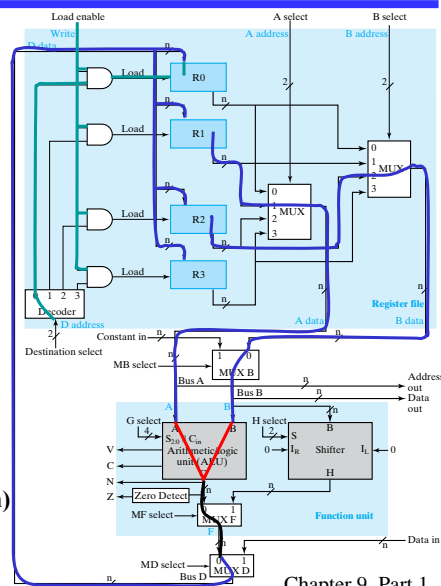 Load enable A select B select
Write A address B address
D data
n
Load R0 2 2
n
n n
Load R1
n 0
1 MUX
0 2
1 3
MUX
2
3
n n
Load R2
n
n
Load R3
n
0 1 2 3
Decoder
D address
Register file
2 A data B data
Destination select
Constant in n n
n 1 0
MB select MUX B
Bus A n Address out
Bus B n Data out
A B n
G select H select
4 A B 2 B
S2:0 || Cin S
V Arithmetic/logic unit (ALU) 0 IR Shifter IL 0
C
G H
N n n
Z Zero Detect
0 1
MF select MUX F Function unit
F
n n Data in
MD select 0 1
MUX D
n Bus D
)
Chapter 9 Part 1